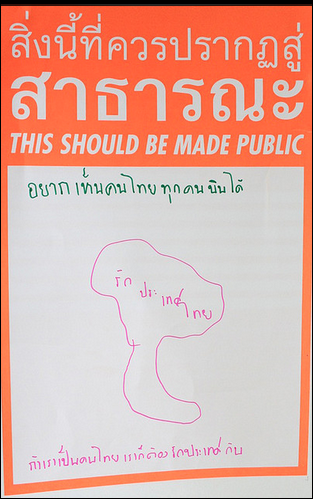 สิ่งนี้ที่ควรปรากฏสู่
สาธารณะ
THIS SHOULD BE MADE PUBLIC
อยากเห็นคนไทยทุกคนยิ้มได้
รัก
ประเทศไทย
ถ้าเราเป็นคนไทย เราก็ต้องรักประเทศ